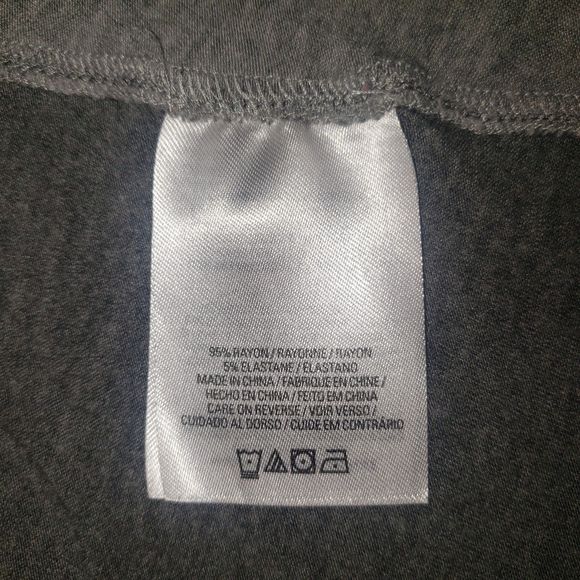 95% RAYON / RAYONNE / RAYON
5% ELASTANE / ELASTANO
MADE IN CHINA / FABRIQUE EN CHINE /
HECHO EN CHINA / FEITO EM CHINA
CARE ON REVERSE / VOIR VERSO /
CUIDADO AL DORSO / CUIDE EM CONTRÁRIO